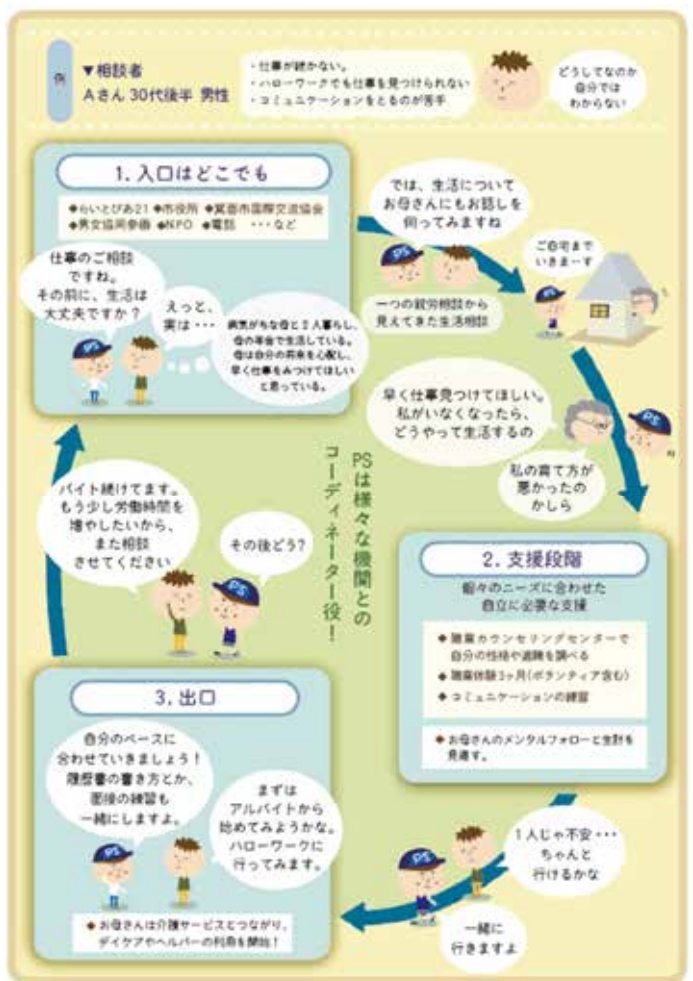 例
▼相談者
Aさん 30代後半 男性
・仕事が続かない。
・ハローワークでも仕事を見つけられない
・コミュニケーションをとるのが苦手
どうしてなのか
自分では
わからない
1. 入口はどこでも
◆らいとぴあ21 ◆市役所 ◆箕面市国際交流協会
◆男女協同参画 ◆NPO ◆電話 ・・・など
仕事のご相談
ですね。
その前に、生活は
大丈夫ですか?
えっと、
実は・・・
病気がちな母と2人暮らし、
母の年金で生活している。
母は自分の将来を心配し、
早く仕事をみつけてほしい
と思っている。
では、生活について
お母さんにもお話しを
伺ってみますね
一つの就労相談から
見えてきた生活相談
ご自宅まで
いきまーす
PS
早く仕事見つけてほしい。
私がいなくなったら、
どうやって生活するの
私の育て方が
悪かったの
かしら
PS
PSは様々な機関との
コーディネーター役!
2. 支援段階
個々のニーズに合わせた
自立に必要な支援
◆ 職業カウンセリングセンターで
自分の性格や適職を調べる
◆ 職業体験3ヶ月(ボランティア含む)
◆ コミュニケーションの練習
◆ お母さんのメンタルフォローと生計を
見直す。
1人じゃ不安・・・
ちゃんと
行けるかな
一緒に
行きますよ
PS
3. 出口
自分のペースに
合わせていきましょう!
履歴書の書き方とか、
面接の練習も
一緒にしますよ。
まずは
アルバイトから
始めてみようかな。
ハローワークに
行ってみます。
PS
◆ お母さんは介護サービスとつながり、
デイケアやヘルパーの利用を開始!
バイト続けてます。
もう少し労働時間を
増やしたいから、
また相談
させてください
その後どう?
PS